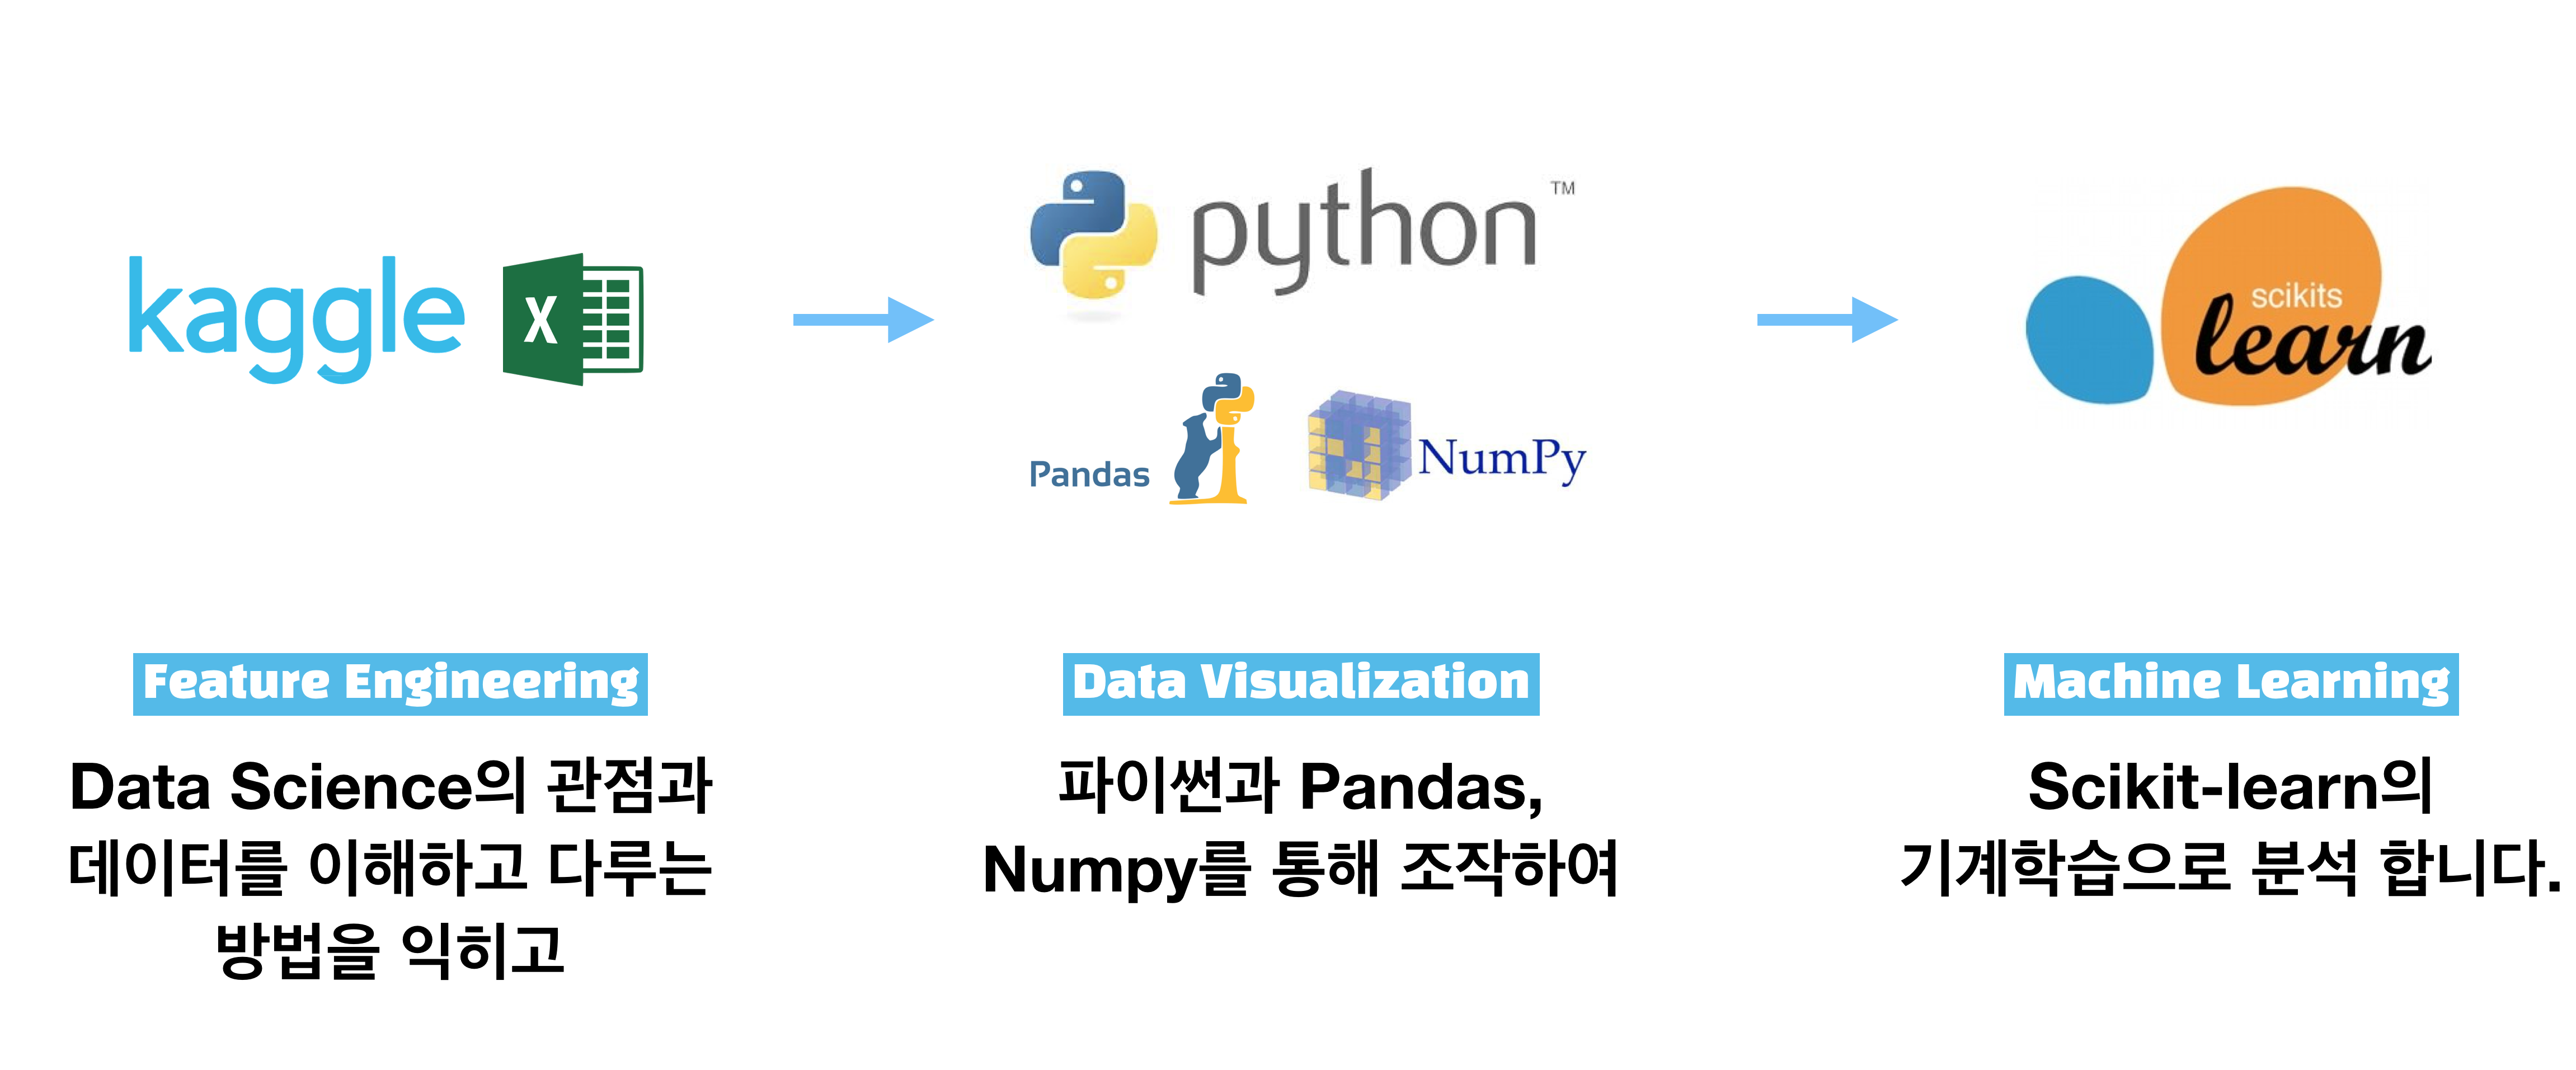 kaggle
X
python™
Pandas
NumPy
scikits
learn
Feature Engineering
Data Science의 관점과
데이터를 이해하고 다루는
방법을 익히고
Data Visualization
파이썬과 Pandas,
Numpy를 통해 조작하여
Machine Learning
Scikit-learn의
기계학습으로 분석 합니다.